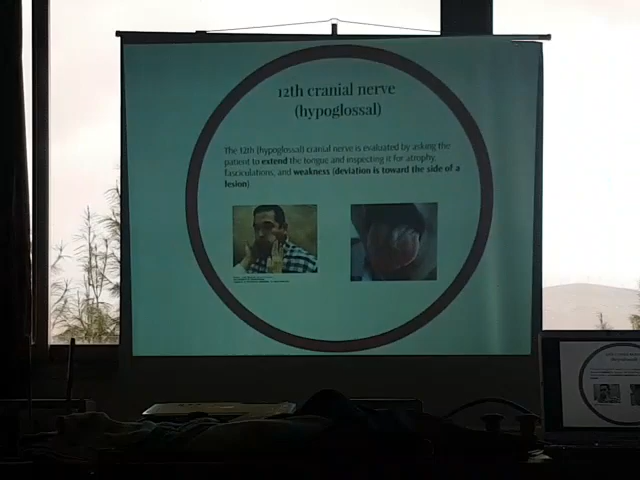 12th cranial nerve
(hypoglossal)
The 12th (hypoglossal) cranial nerve is evaluated by asking the
patient to extend the tongue and inspecting it for atrophy,
fasciculations, and weakness (deviation is toward the side of a
lesion)